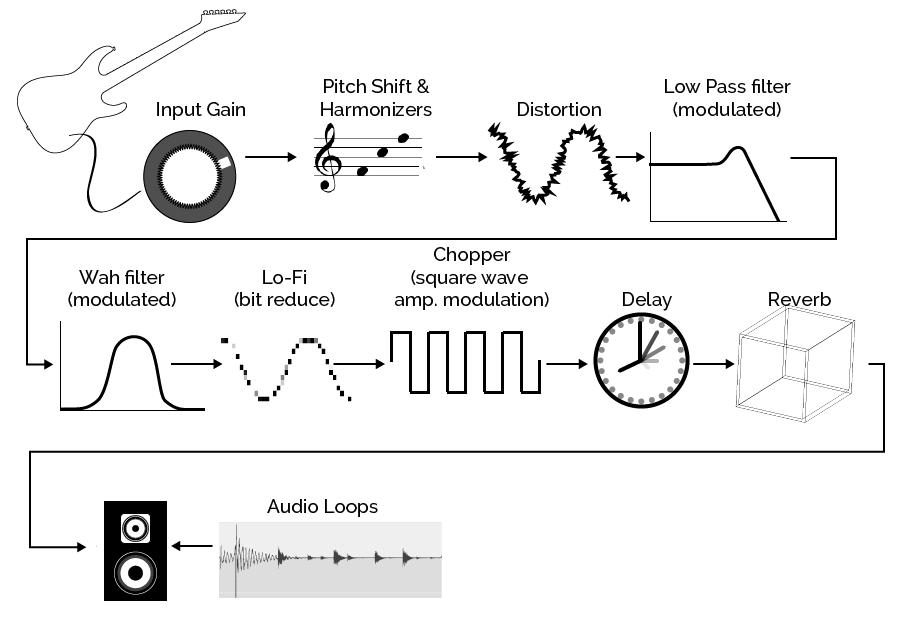 Input Gain
Pitch Shift &
Harmonizers
Distortion
Low Pass filter
(modulated)
Wah filter
(modulated)
Lo-Fi
(bit reduce)
Chopper
(square wave
amp. modulation)
Delay
Reverb
Audio Loops